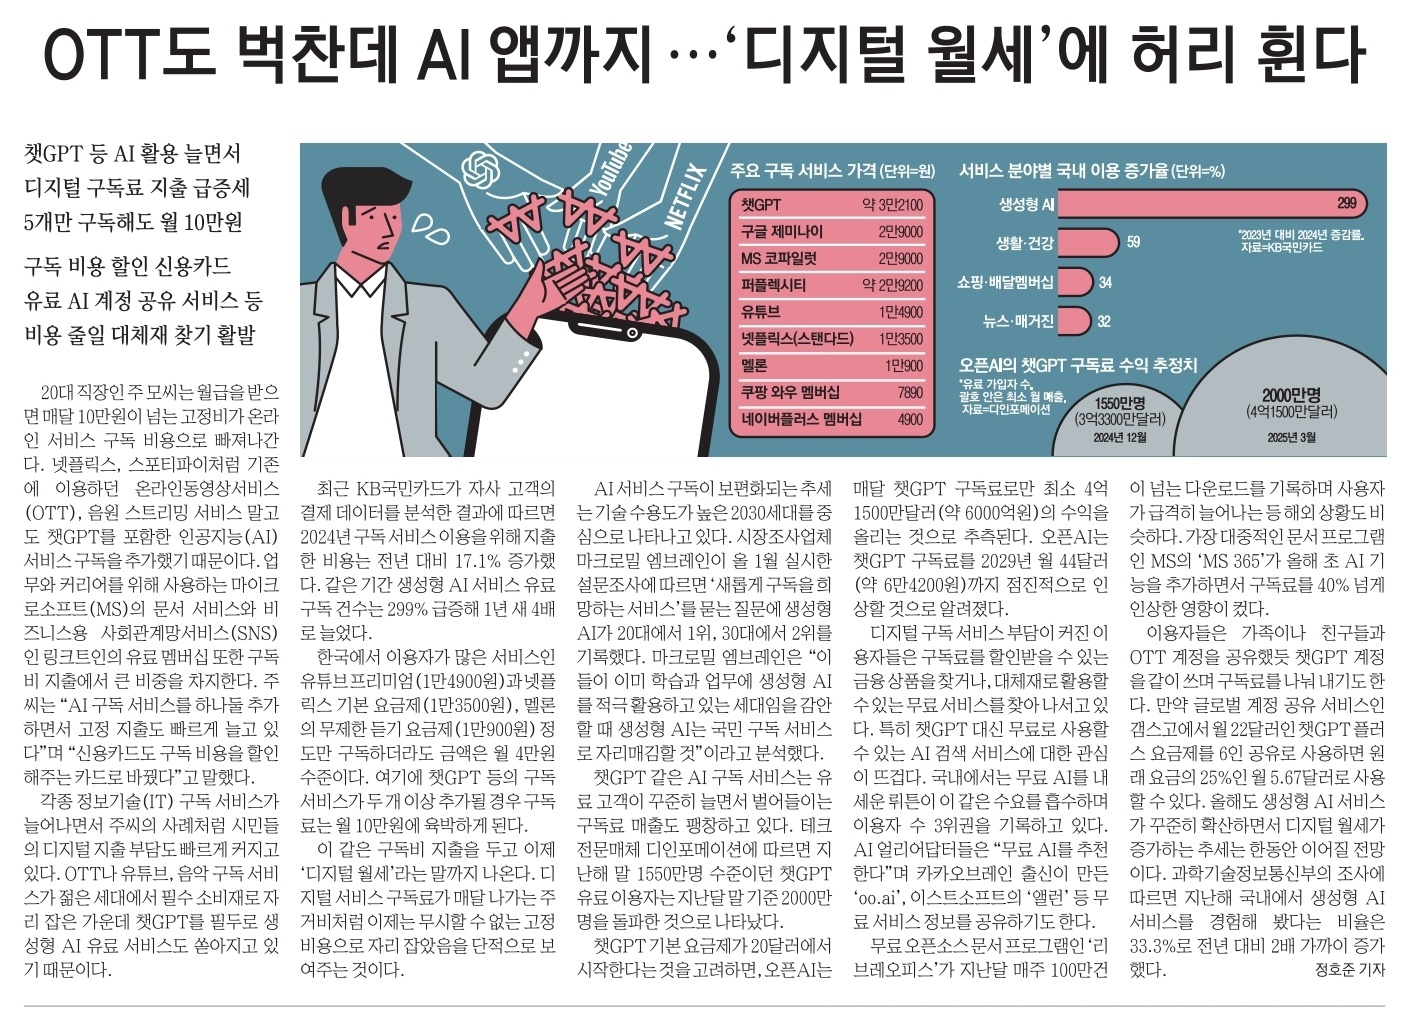 OTT도 벅찬데 AI 앱까지…‘디지털 월세’에 허리 휜다
챗GPT 등 AI 활용 늘면서
디지털 구독료 지출 급증세
5개만 구독해도 월 10만원
구독 비용 할인 신용카드
유료 AI 계정 공유 서비스 등
비용 줄일 대체재 찾기 활발
YouTube
NETFLIX
주요 구독 서비스 가격 (단위=원)
챗GPT 약 3만2100
구글 제미나이 2만9000
MS 코파일럿 2만9000
퍼플렉시티 약 2만9200
유튜브 1만4900
넷플릭스(스탠다드) 1만3500
멜론 1만900
쿠팡 와우 멤버십 7890
네이버플러스 멤버십 4900
서비스 분야별 국내 이용 증가율 (단위=%)
생성형 AI 299
생활·건강 59
쇼핑·배달멤버십 34
뉴스·매거진 32
*2023년 대비 2024년 증감률.
자료=KB국민카드
오픈AI의 챗GPT 구독료 수익 추정치
*유료 가입자 수.
괄호 안은 최소 월 매출.
자료=디인포메이션
1550만명
(3억3300만달러)
2024년 12월
2000만명
(4억1500만달러)
2025년 3월
20대 직장인 주 모씨는 월급을 받으
면 매달 10만원이 넘는 고정비가 온라
인 서비스 구독 비용으로 빠져나간
다. 넷플릭스, 스포티파이처럼 기존
에 이용하던 온라인동영상서비스
(OTT), 음원 스트리밍 서비스 말고
도 챗GPT를 포함한 인공지능(AI)
서비스 구독을 추가했기 때문이다. 업
무와 커리어를 위해 사용하는 마이크
로소프트(MS)의 문서 서비스와 비
즈니스용 사회관계망서비스(SNS)
인 링크트인의 유료 멤버십 또한 구독
비 지출에서 큰 비중을 차지한다. 주
씨는 “AI 구독 서비스를 하나둘 추가
하면서 고정 지출도 빠르게 늘고 있
다”며 “신용카드도 구독 비용을 할인
해주는 카드로 바꿨다”고 말했다.
각종 정보기술(IT) 구독 서비스가
늘어나면서 주씨의 사례처럼 시민들
의 디지털 지출 부담도 빠르게 커지고
있다. OTT나 유튜브, 음악 구독 서비
스가 젊은 세대에서 필수 소비재로 자
리 잡은 가운데 챗GPT를 필두로 생
성형 AI 유료 서비스도 쏟아지고 있
기 때문이다.
최근 KB국민카드가 자사 고객의
결제 데이터를 분석한 결과에 따르면
2024년 구독 서비스 이용을 위해 지출
한 비용은 전년 대비 17.1% 증가했
다. 같은 기간 생성형 AI 서비스 유료
구독 건수는 299% 급증해 1년 새 4배
로 늘었다.
한국에서 이용자가 많은 서비스인
유튜브프리미엄(1만4900원)과 넷플
릭스 기본 요금제(1만3500원), 멜론
의 무제한 듣기 요금제(1만900원) 정
도만 구독하더라도 금액은 월 4만원
수준이다. 여기에 챗GPT 등의 구독
서비스가 두 개 이상 추가될 경우 구독
료는 월 10만원에 육박하게 된다.
이 같은 구독비 지출을 두고 이제
‘디지털 월세’라는 말까지 나온다. 디
지털 서비스 구독료가 매달 나가는 주
거비처럼 이제는 무시할 수 없는 고정
비용으로 자리 잡았음을 단적으로 보
여주는 것이다.
AI 서비스 구독이 보편화되는 추세
는 기술 수용도가 높은 2030세대를 중
심으로 나타나고 있다. 시장조사업체
마크로밀 엠브레인이 올 1월 실시한
설문조사에 따르면 ‘새롭게 구독을 희
망하는 서비스’를 묻는 질문에 생성형
AI가 20대에서 1위, 30대에서 2위를
기록했다. 마크로밀 엠브레인은 “이
들이 이미 학습과 업무에 생성형 AI
를 적극 활용하고 있는 세대임을 감안
할 때 생성형 AI는 국민 구독 서비스
로 자리매김할 것”이라고 분석했다.
챗GPT 같은 AI 구독 서비스는 유
료 고객이 꾸준히 늘면서 벌어들이는
구독료 매출도 팽창하고 있다. 테크
전문매체 디인포메이션에 따르면 지
난해 말 1550만명 수준이던 챗GPT
유료 이용자는 지난달 말 기준 2000만
명을 돌파한 것으로 나타났다.
챗GPT 기본 요금제가 20달러에서
시작한다는 것을 고려하면, 오픈AI는
매달 챗GPT 구독료로만 최소 4억
1500만달러(약 6000억원)의 수익을
올리는 것으로 추측된다. 오픈AI는
챗GPT 구독료를 2029년 월 44달러
(약 6만4200원)까지 점진적으로 인
상할 것으로 알려졌다.
디지털 구독 서비스 부담이 커진 이
용자들은 구독료를 할인받을 수 있는
금융 상품을 찾거나, 대체재로 활용할
수 있는 무료 서비스를 찾아 나서고 있
다. 특히 챗GPT 대신 무료로 사용할
수 있는 AI 검색 서비스에 대한 관심
이 뜨겁다. 국내에서는 무료 AI를 내
세운 뤼튼이 이 같은 수요를 흡수하며
이용자 수 3위권을 기록하고 있다.
AI 얼리어답터들은 “무료 AI를 추천
한다”며 카카오브레인 출신이 만든
‘oo.ai’, 이스트소프트의 ‘앨런’ 등 무
료 서비스 정보를 공유하기도 한다.
무료 오픈소스 문서 프로그램인 ‘리
브레오피스’가 지난달 매주 100만건
이 넘는 다운로드를 기록하며 사용자
가 급격히 늘어나는 등 해외 상황도 비
슷하다. 가장 대중적인 문서 프로그램
인 MS의 ‘MS 365’가 올해 초 AI 기
능을 추가하면서 구독료를 40% 넘게
인상한 영향이 컸다.
이용자들은 가족이나 친구들과
OTT 계정을 공유했듯 챗GPT 계정
을 같이 쓰며 구독료를 나눠 내기도 한
다. 만약 글로벌 계정 공유 서비스인
갬스고에서 월 22달러인 챗GPT 플러
스 요금제를 6인 공유로 사용하면 원
래 요금의 25%인 월 5.67달러로 사용
할 수 있다. 올해도 생성형 AI 서비스
가 꾸준히 확산하면서 디지털 월세가
증가하는 추세는 한동안 이어질 전망
이다. 과학기술정보통신부의 조사에
따르면 지난해 국내에서 생성형 AI
서비스를 경험해 봤다는 비율은
33.3%로 전년 대비 2배 가까이 증가
했다. 정호준 기자